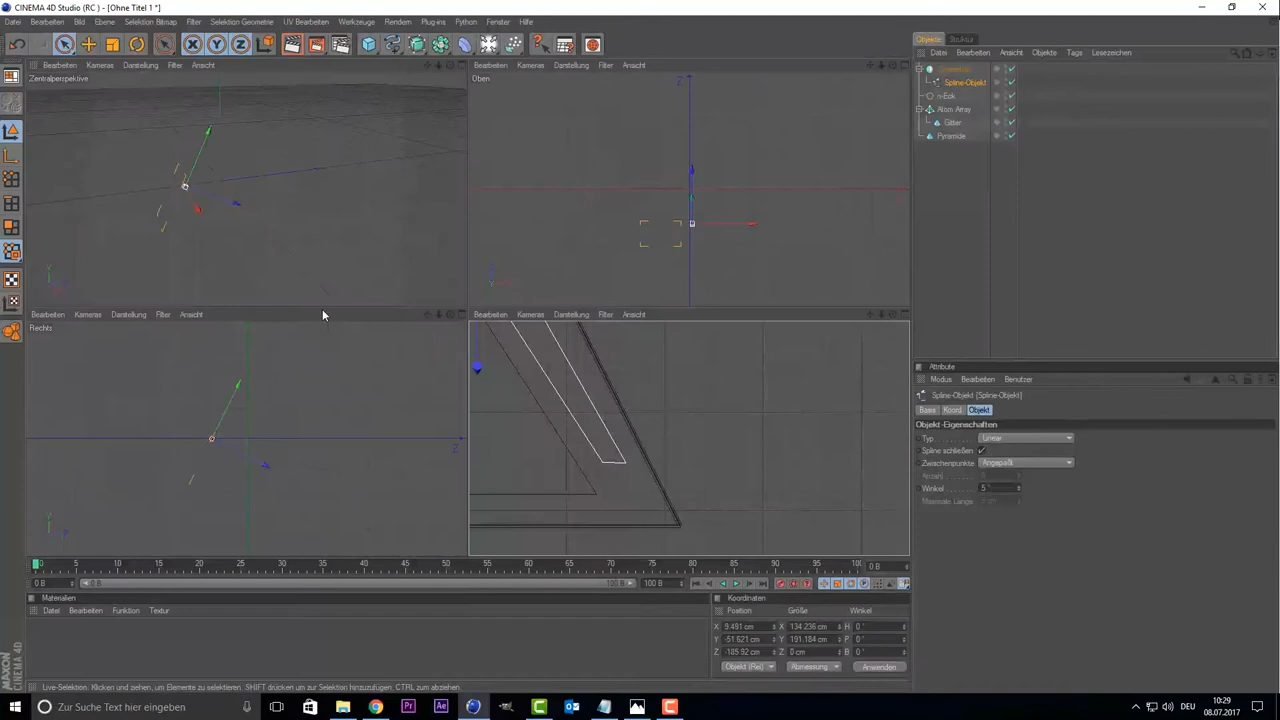 CINEMA 4D Studio (RC ) - [Ohne Titel 1 *]
Datei Bearbeiten Bild Ebene Selektion Bitmap Filter Selektion Geometrie UV Bearbeiten Werkzeuge Rendern Plug-ins Python Fenster Hilfe
Objekte Struktur
Datei Bearbeiten Ansicht Objekte Tags Lesezeichen
Bearbeiten Kameras Darstellung Filter Ansicht
Bearbeiten Kameras Darstellung Filter Ansicht
Zentralperspektive
Oben
Z
Spline-Objekt
n-Eck
Atom Array
Gitter
Pyramide
Bearbeiten Kameras Darstellung Filter Ansicht
Bearbeiten Kameras Darstellung Filter Ansicht
Rechts
Z
Y
Attribute
Modus Bearbeiten Benutzer
Spline-Objekt [Spline-Objekt]
Basis Koord. Objekt
Objekt-Eigenschaften
Typ Linear
Spline schließen
Zwischenpunkte Angepaßt
Anzahl
Winkel 5 °
Maximale Länge
0 5 10 15 20 25 30 35 40 45 50 55 60 65 70 75 80 85 90 95 100
0 B
0 B 0 B 100 B 100 B
Materialien
Datei Bearbeiten Funktion Textur
Koordinaten
Position Größe Winkel
X 9.491 cm X 134.236 cm H 0 °
Y -51.621 cm Y 191.184 cm P 0 °
Z -185.92 cm Z 0 cm B 0 °
Objekt (Rel) Abmessung Anwenden
MAXON CINEMA 4D
Live-Selektion: Klicken und ziehen, um Elemente zu selektieren. SHIFT drücken um zur Selektion hinzuzufügen, CTRL zum abziehen.
Zur Suche Text hier eingeben
Pr Ae
DEU
10:29
08.07.2017